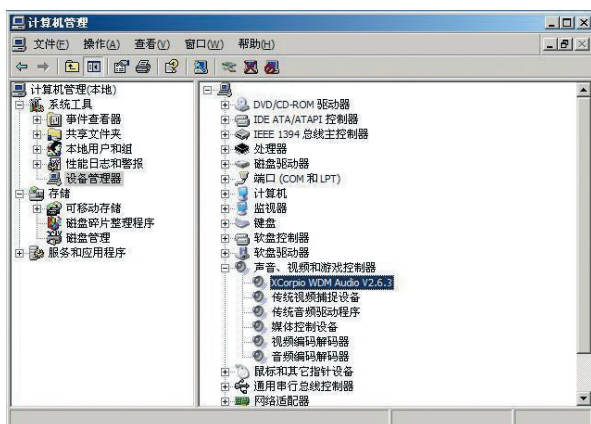 计算机管理
文件(F) 操作(A) 查看(V) 窗口(W) 帮助(H)
计算机管理(本地)
系统工具
事件查看器
共享文件夹
本地用户和组
性能日志和警报
设备管理器
存储
可移动存储
磁盘碎片整理程序
磁盘管理
服务和应用程序
DVD/CD-ROM 驱动器
IDE ATA/ATAPI 控制器
IEEE 1394 总线主控制器
处理器
磁盘驱动器
端口 (COM 和 LPT)
计算机
监视器
键盘
软盘控制器
软盘驱动器
声音、视频和游戏控制器
XCorpio WDM Audio V2.6.3
传统视频捕捉设备
传统音频驱动程序
媒体控制设备
视频编码解码器
音频编码解码器
鼠标和其它指针设备
通用串行总线控制器
网络适配器